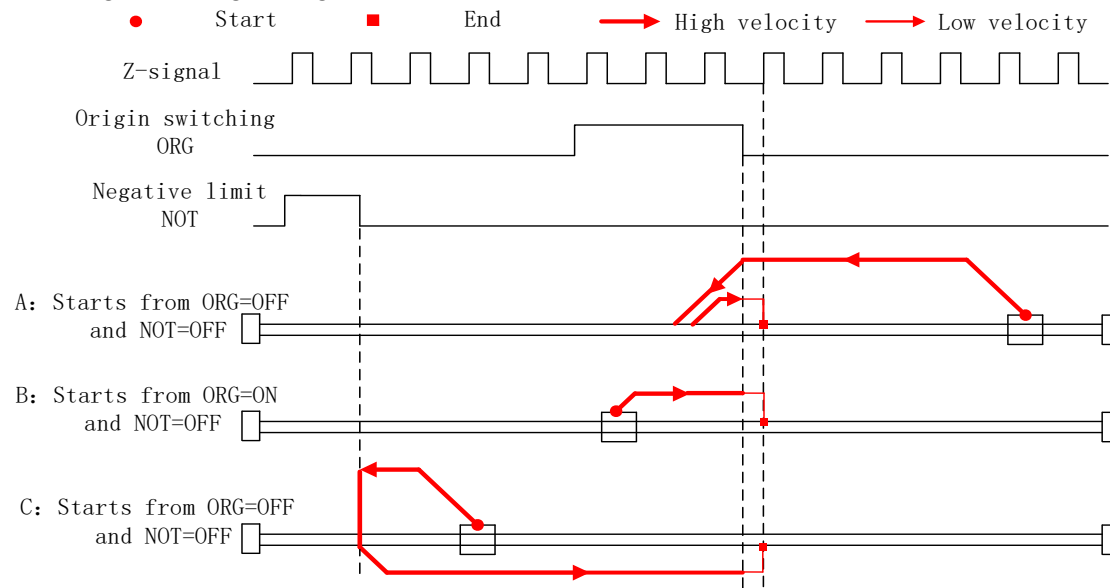 Start End High velocity Low velocity
Z-signal
Origin switching
ORG
Negative limit
NOT
A: Starts from ORG=OFF
and NOT=OFF
B: Starts from ORG=ON
and NOT=OFF
C: Starts from ORG=OFF
and NOT=OFF